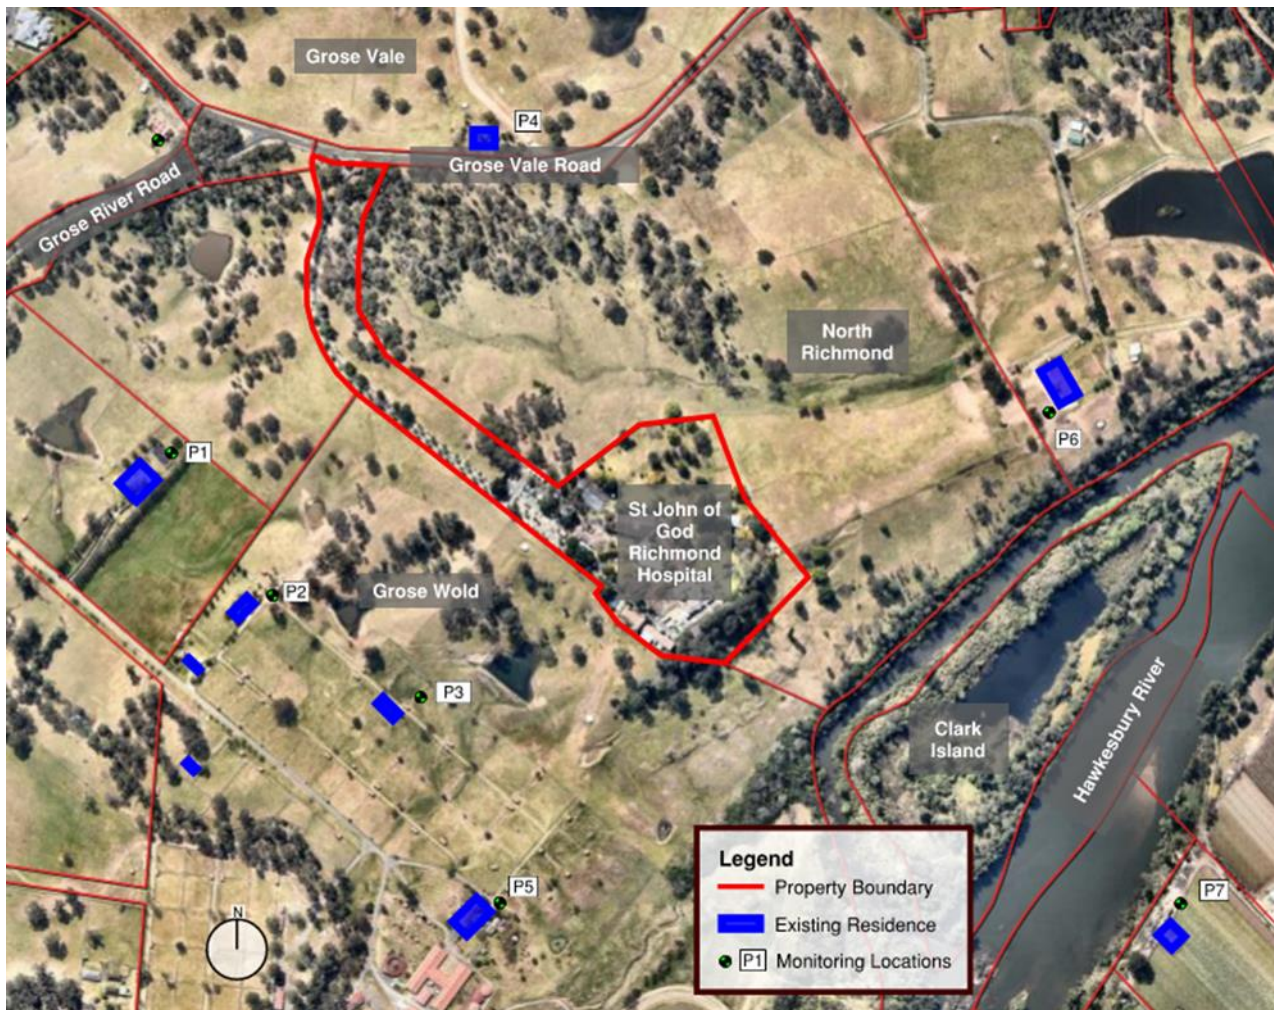 Grose Vale
P4
Grose Vale Road
Grose River Road
North
Richmond
P1
P6
St John of
God
Richmond
Hospital
P2
Grose Wold
P3
Clark
Island
Hawkesbury River
P5
P7
N
Legend
Property Boundary
Existing Residence
P1 Monitoring Locations